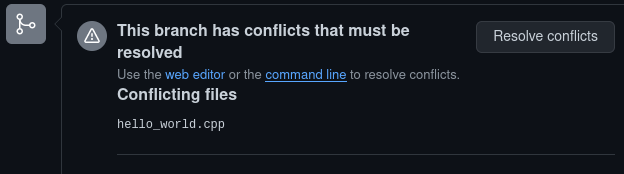 This branch has conflicts that must be
resolved
Resolve conflicts
Use the web editor or the command line to resolve conflicts.
Conflicting files
hello_world.cpp